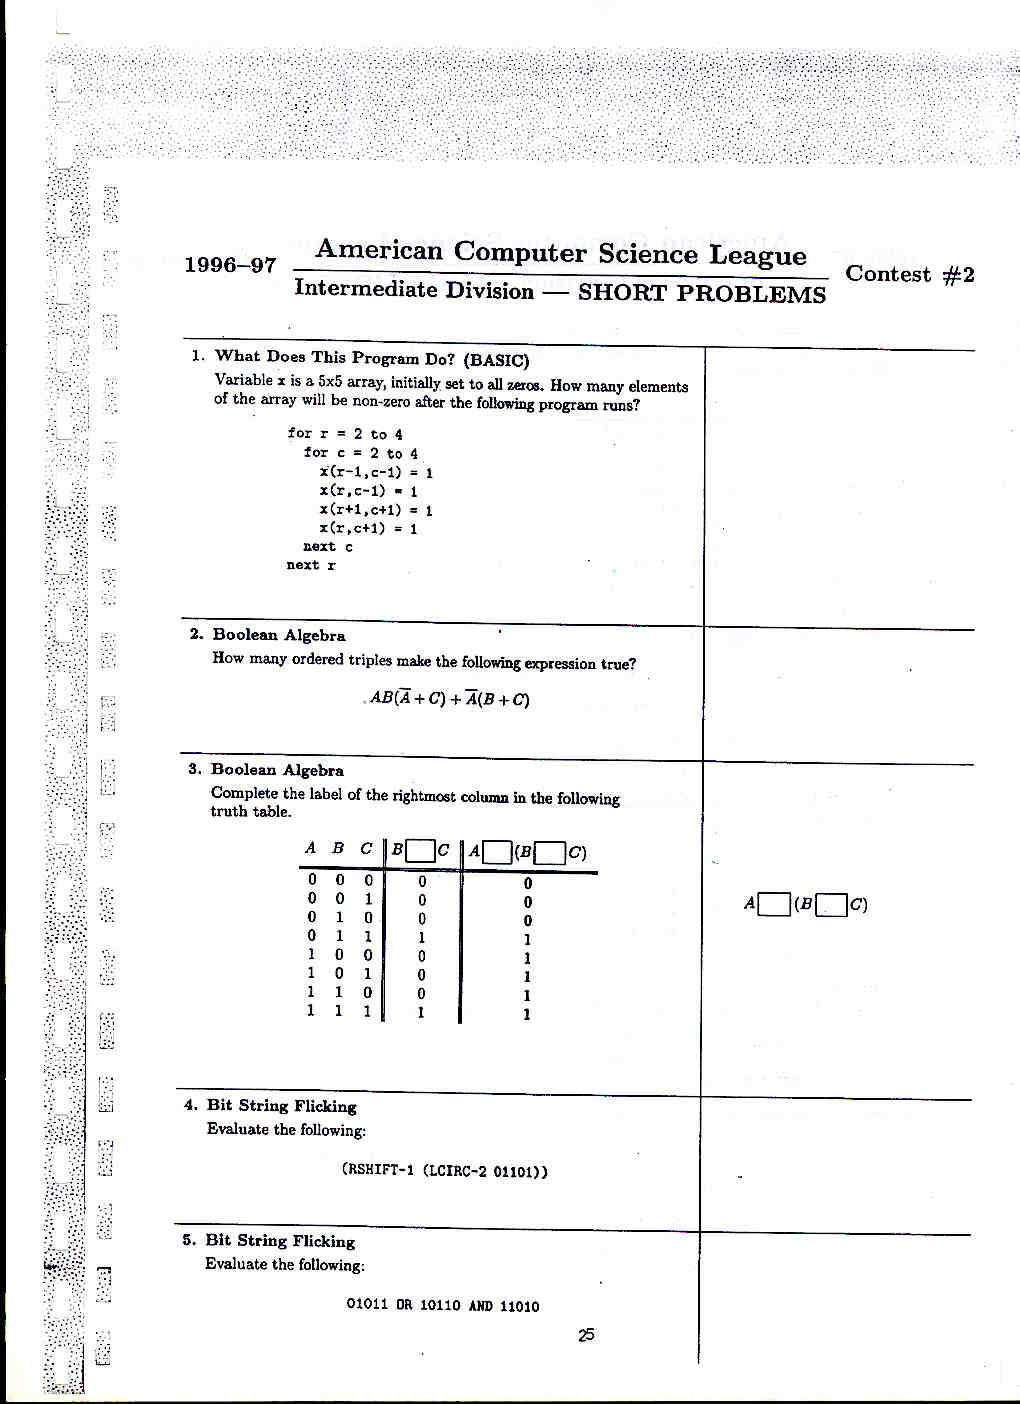 American Computer Science League
1996–97
Contest #2
Intermediate Division — SHORT PROBLEMS
1. What Does This Program Do? (BASIC)
Variable x is a 5x5 array, initially set to all zeros. How many elements
of the array will be non-zero after the following program runs?
for r = 2 to 4
for c = 2 to 4
x(r-1,c-1) = 1
x(r,c-1) = 1
x(r+1,c+1) = 1
x(r,c+1) = 1
next c
next r
2. Boolean Algebra
How many ordered triples make the following expression true?
AB(A̅ + C) + A̅(B + C)
3. Boolean Algebra
Complete the label of the rightmost column in the following
truth table.
A B C B□C A□(B□C)
0 0 0 0 0
0 0 1 0 0
0 1 0 0 0
0 1 1 1 1
1 0 0 0 1
1 0 1 0 1
1 1 0 0 1
1 1 1 1 1
A□(B□C)
4. Bit String Flicking
Evaluate the following:
(RSHIFT-1 (LCIRC-2 01101))
5. Bit String Flicking
Evaluate the following:
01011 OR 10110 AND 11010
25